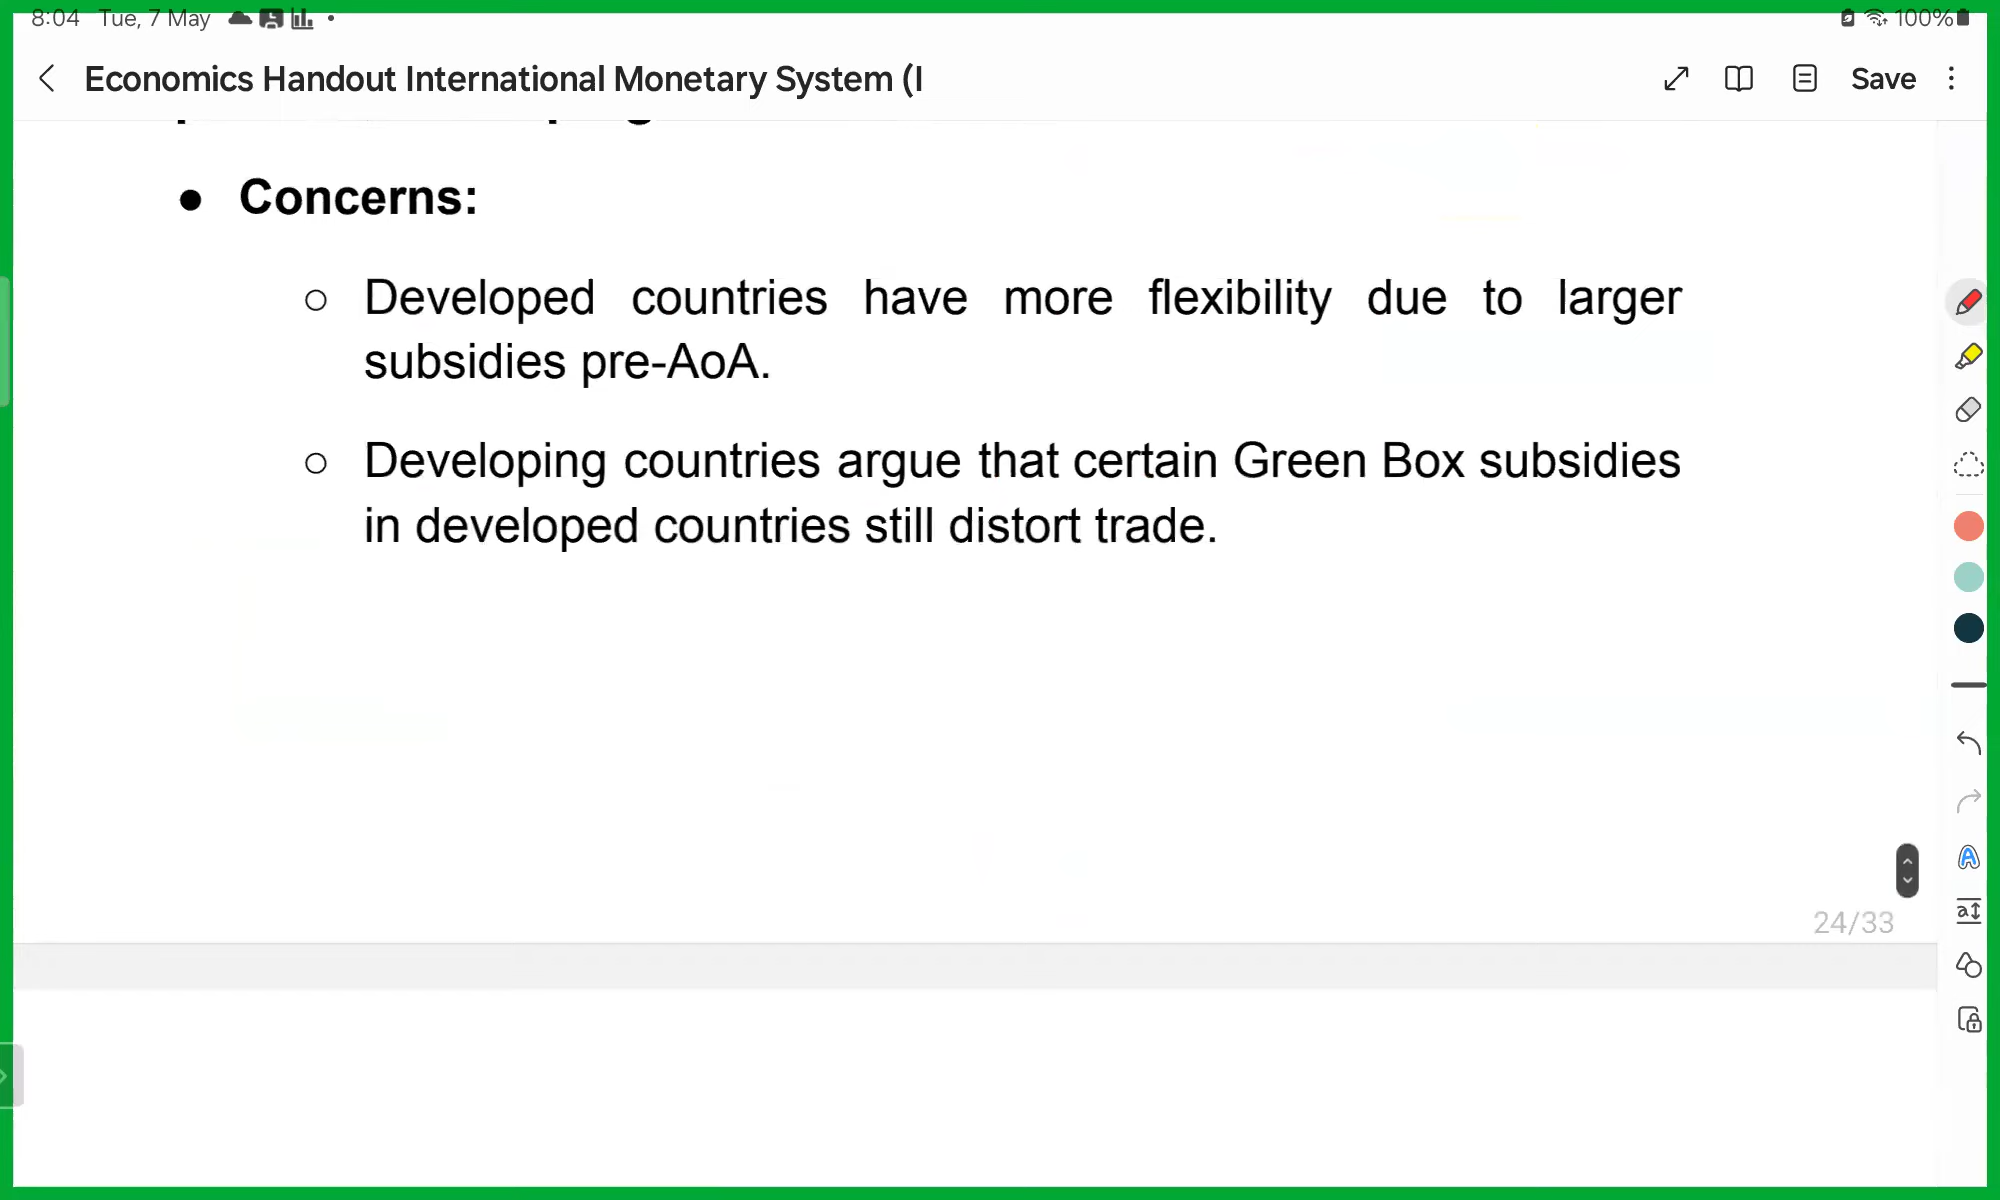 8:04 Tue, 7 May 100%
Economics Handout International Monetary System (I Save
● Concerns:
○ Developed countries have more flexibility due to larger
subsidies pre-AoA.
○ Developing countries argue that certain Green Box subsidies
in developed countries still distort trade.
24/33